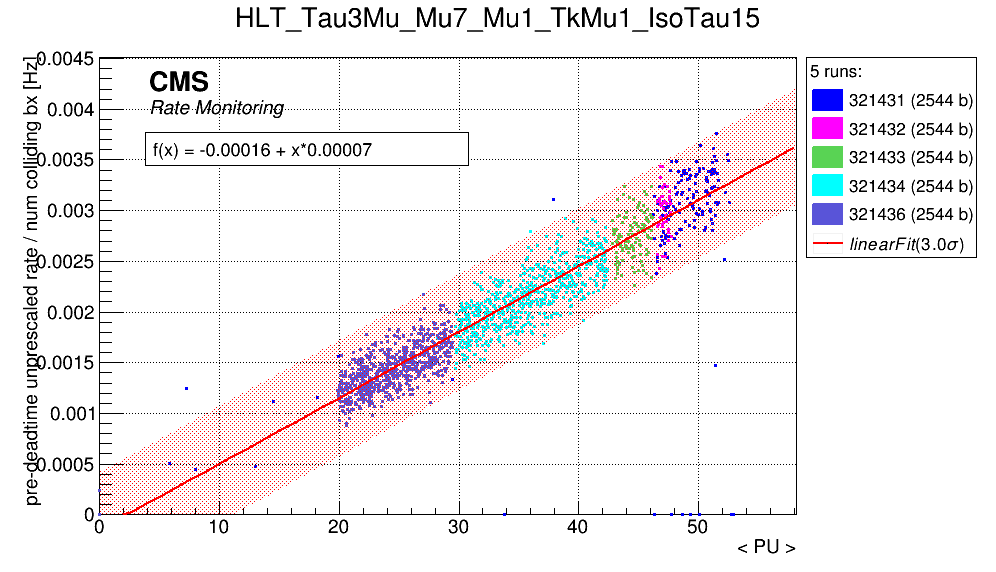 HLT_Tau3Mu_Mu7_Mu1_TkMu1_IsoTau15
pre-deadtime unprescaled rate / num colliding bx [Hz]
0.0045
0.004
0.0035
0.003
0.0025
0.002
0.0015
0.001
0.0005
0
CMS
Rate Monitoring
f(x) = -0.00016 + x*0.00007
5 runs:
321431 (2544 b)
321432 (2544 b)
321433 (2544 b)
321434 (2544 b)
321436 (2544 b)
linearFit(3.0σ)
0 10 20 30 40 50
< PU >